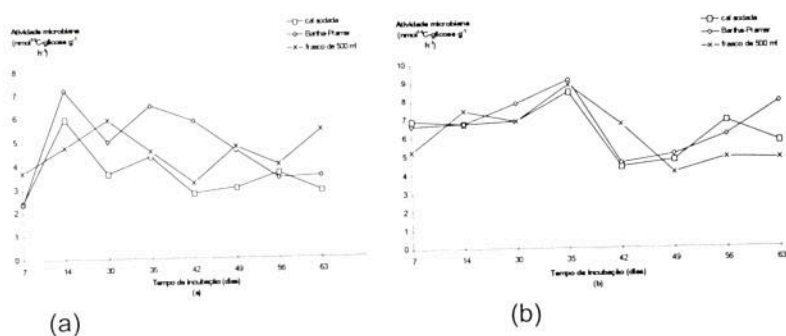 Atividade microbiana
(nmol¹⁴C-glicose g⁻¹
h⁻¹)
cal sodada
Bartha-Pramer
frasco de 500 ml
8
7
6
5
4
3
2
1
0
7 14 30 35 42 49 56 63
Tempo de incubação (dias)
(a)
(a)
Atividade microbiana
(nmol¹⁴C-glicose g⁻¹
h⁻¹)
cal sodada
Bartha-Pramer
frasco de 500 ml
10
9
8
7
6
5
4
3
2
1
0
7 14 30 35 42 49 56 63
Tempo de incubação (dias)
(b)
(b)